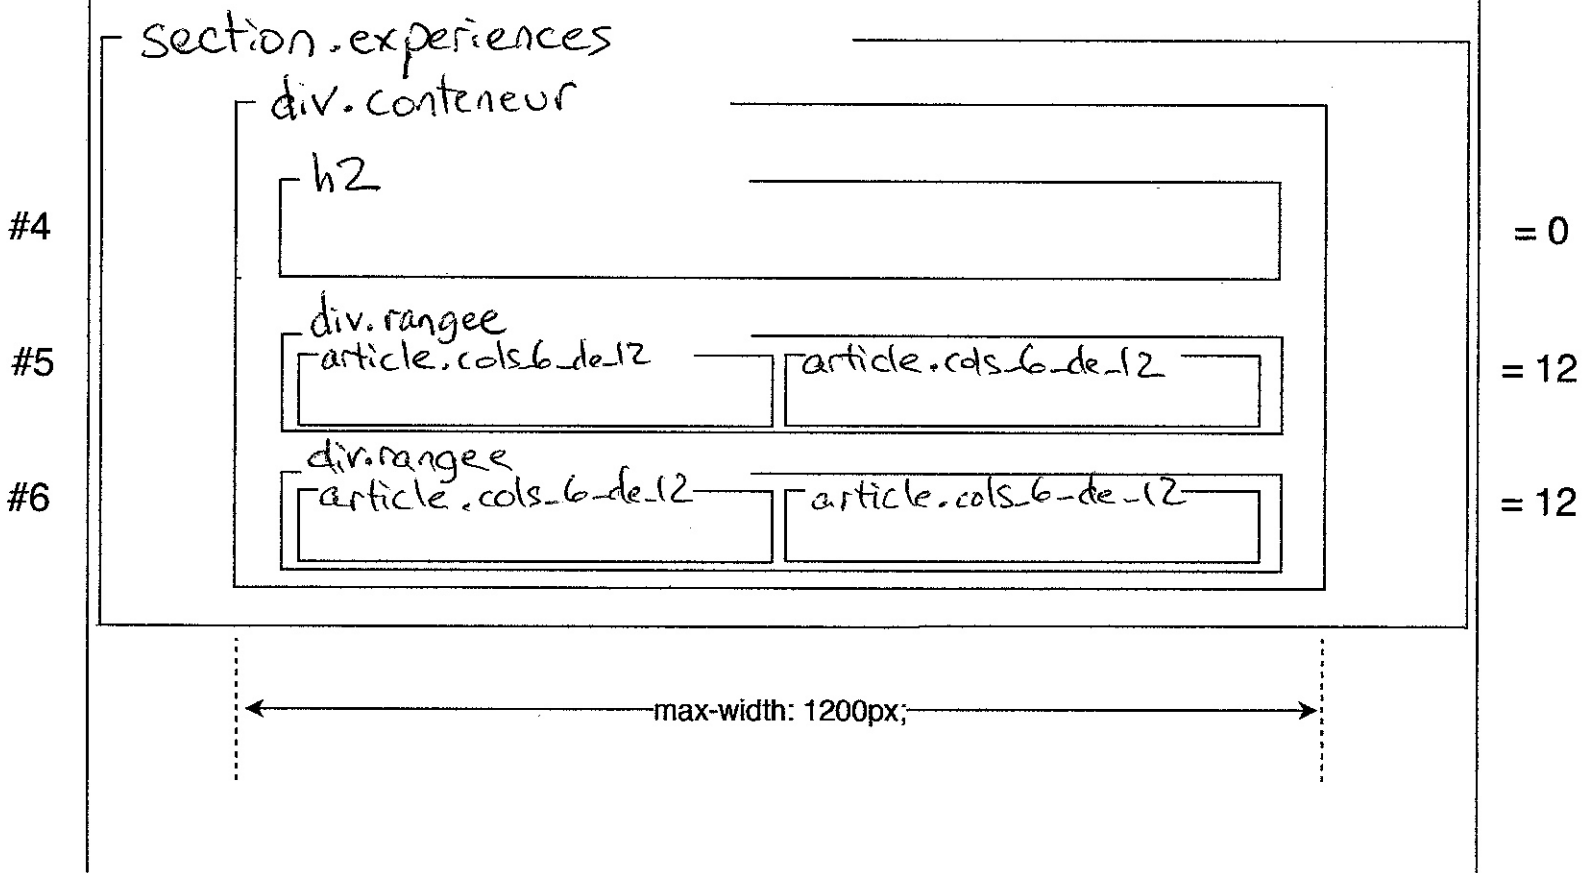 section.experiences
div.conteneur
h2
#4 = 0
div.rangee
#5 article.cols_6_de_12 article.cols_6_de_12 = 12
div.rangee
#6 article.cols_6_de_12 article.cols_6_de_12 = 12
max-width: 1200px;